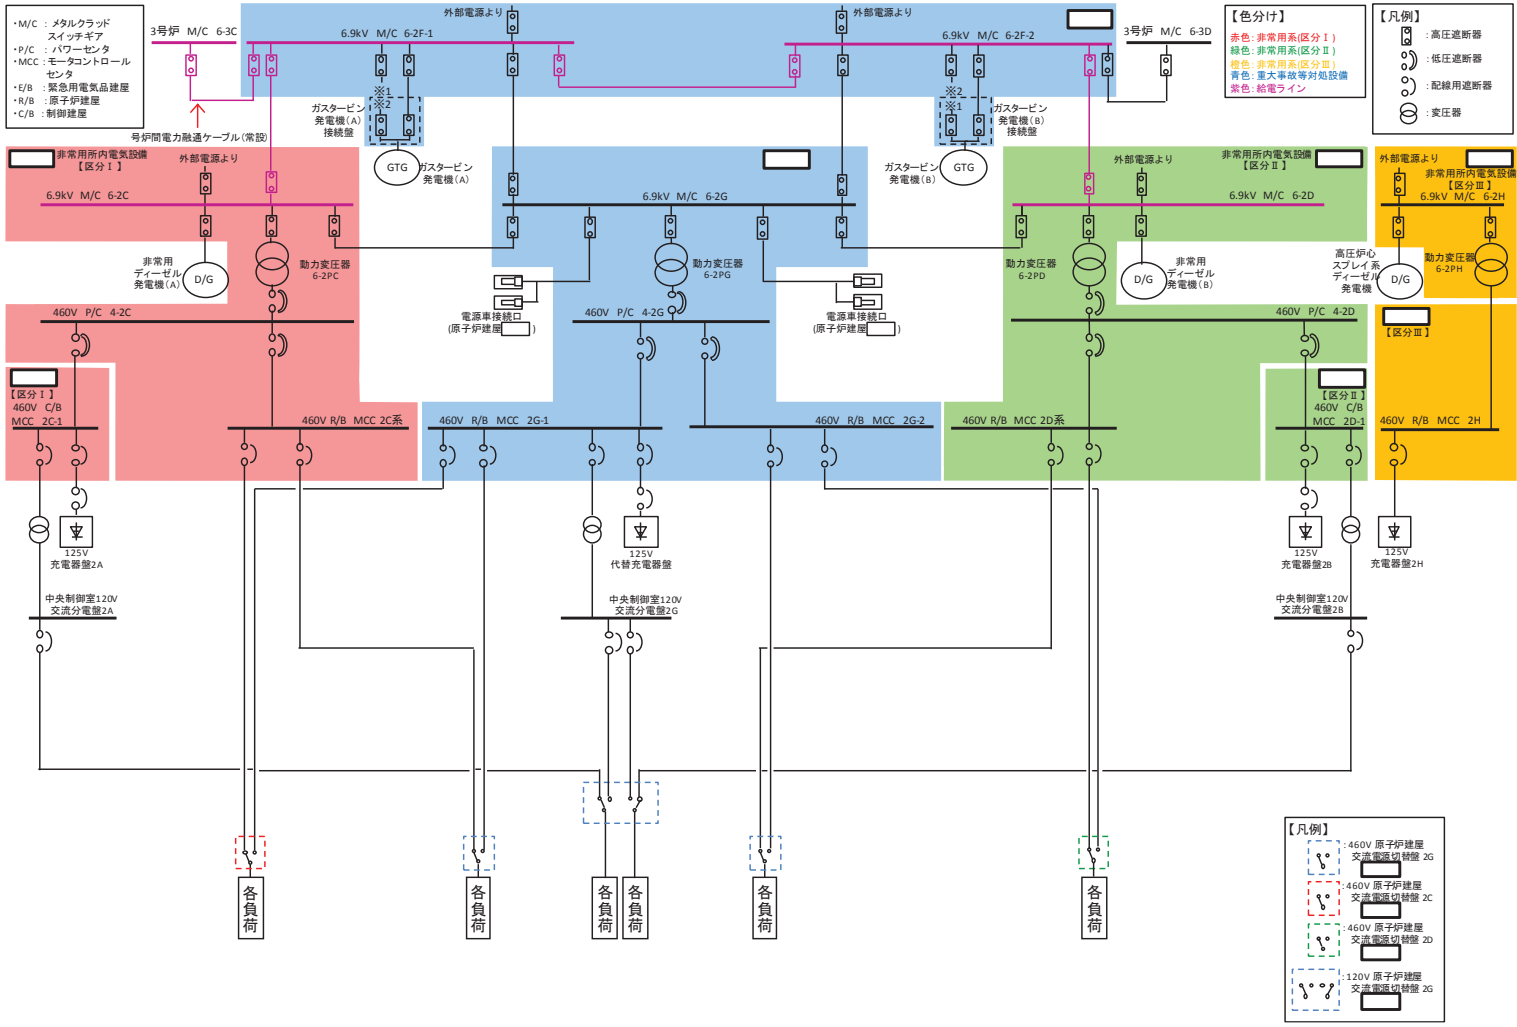 ・M/C : メタルクラッド
スイッチギア
・P/C : パワーセンタ
・MCC : モータコントロール
センタ
・E/B : 緊急用電気品建屋
・R/B : 原子炉建屋
・C/B : 制御建屋
3号炉 M/C 6-3C
外部電源より
6.9kV M/C 6-2F-1
外部電源より
6.9kV M/C 6-2F-2
3号炉 M/C 6-3D
【色分け】
赤色: 非常用系(区分Ⅰ)
緑色: 非常用系(区分Ⅱ)
橙色: 非常用系(区分Ⅲ)
青色: 重大事故等対処設備
紫色: 給電ライン
【凡例】
: 高圧遮断器
: 低圧遮断器
: 配線用遮断器
: 変圧器
号炉間電力融通ケーブル(常設)
※1
※2
ガスタービン
発電機(A)
接続盤
GTG
ガスタービン
発電機(A)
※2
※1
ガスタービン
発電機(B)
接続盤
ガスタービン
発電機(B)
GTG
非常用所内電気設備
【区分Ⅰ】
外部電源より
6.9kV M/C 6-2C
非常用
ディーゼル
発電機(A)
D/G
動力変圧器
6-2PC
460V P/C 4-2C
6.9kV M/C 6-2G
動力変圧器
6-2PG
460V P/C 4-2G
電源車接続口
(原子炉建屋 )
電源車接続口
(原子炉建屋 )
外部電源より
非常用所内電気設備
【区分Ⅱ】
6.9kV M/C 6-2D
動力変圧器
6-2PD
D/G
非常用
ディーゼル
発電機(B)
460V P/C 4-2D
外部電源より
非常用所内電気設備
【区分Ⅲ】
6.9kV M/C 6-2H
高圧炉心
スプレイ系
ディーゼル
発電機
D/G
動力変圧器
6-2PH
【区分Ⅲ】
【区分Ⅰ】
460V C/B
MCC 2C-1
460V R/B MCC 2C系
460V R/B MCC 2G-1
460V R/B MCC 2G-2
460V R/B MCC 2D系
【区分Ⅱ】
460V C/B
MCC 2D-1
460V R/B MCC 2H
125V
充電器盤2A
125V
代替充電器盤
125V
充電器盤2B
125V
充電器盤2H
中央制御室120V
交流分電盤2A
中央制御室120V
交流分電盤2G
中央制御室120V
交流分電盤2B
各負荷
各負荷
各負荷
各負荷
各負荷
各負荷
【凡例】
: 460V 原子炉建屋
交流電源切替盤 2G
: 460V 原子炉建屋
交流電源切替盤 2C
: 460V 原子炉建屋
交流電源切替盤 2D
: 120V 原子炉建屋
交流電源切替盤 2G